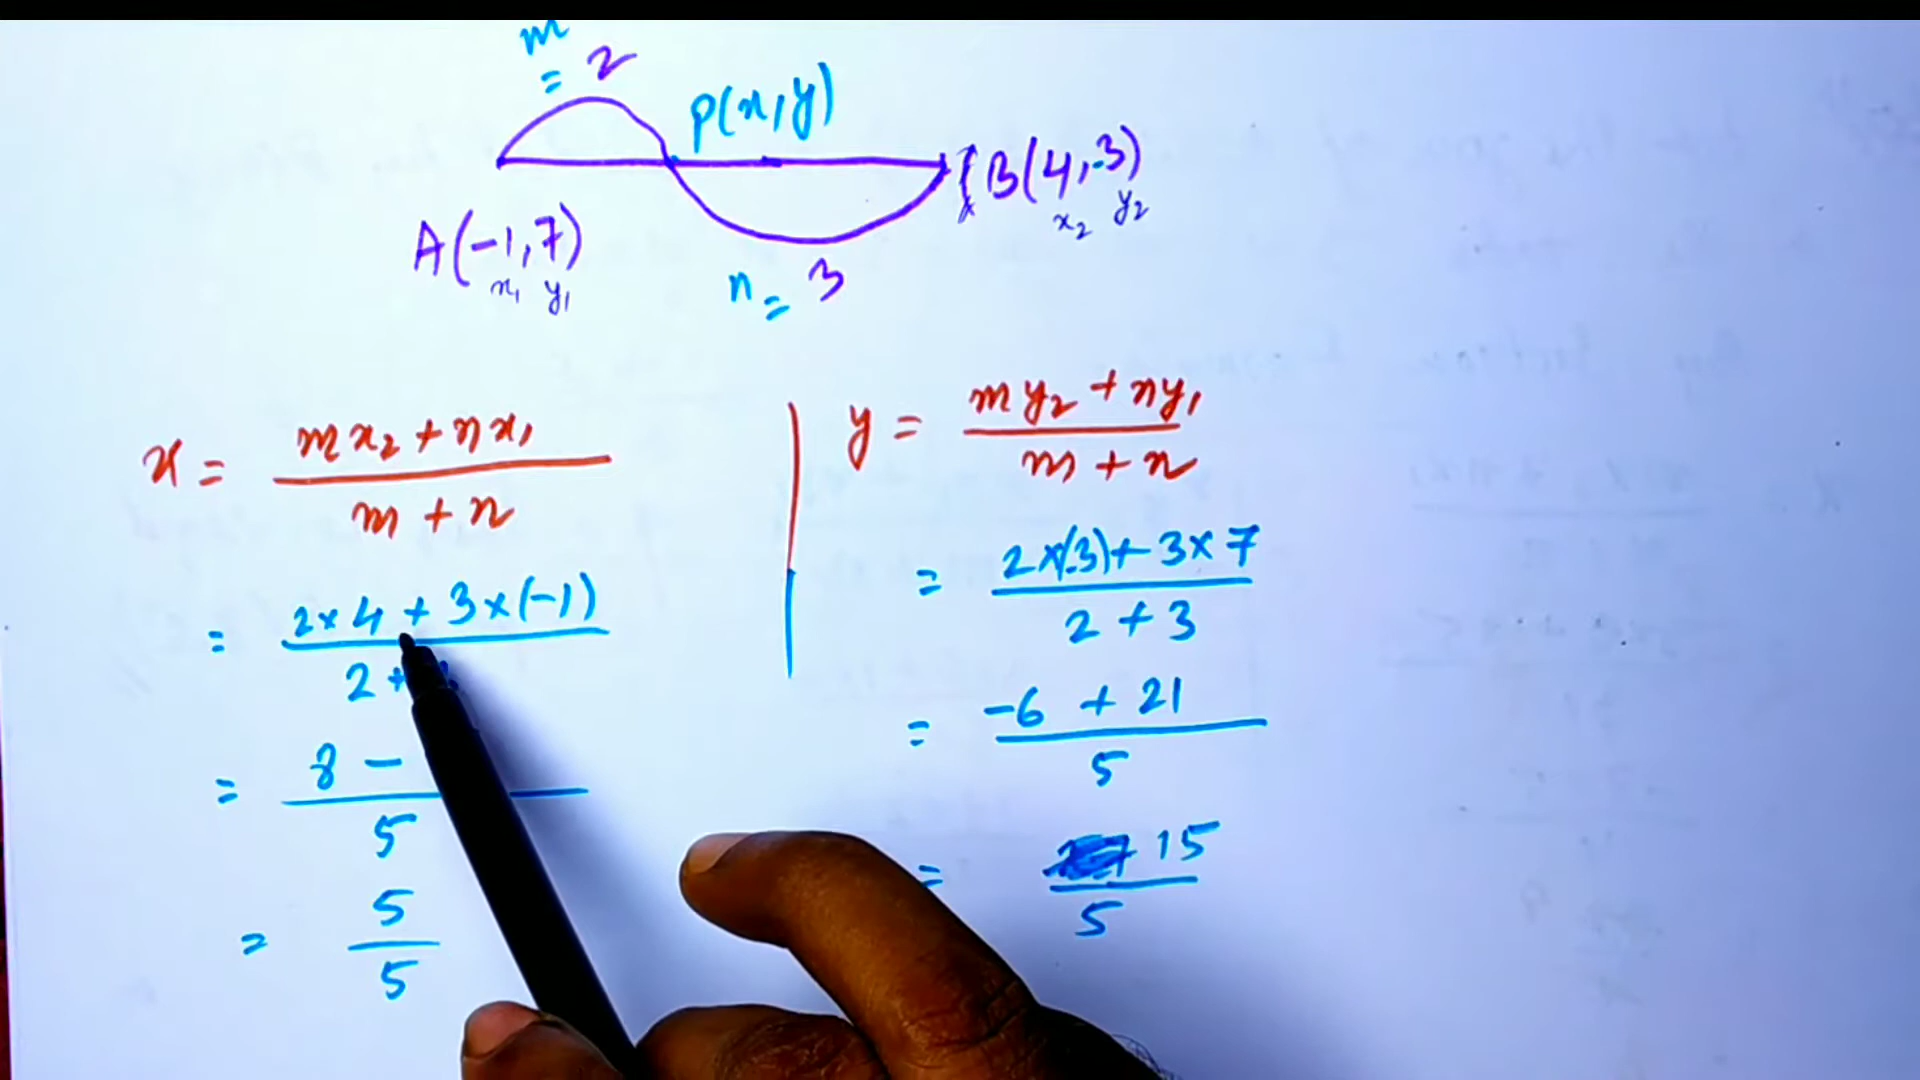 m
= 2
P(x, y)
B(4, -3)
x₂ y₂
A(-1, 7)
x₁ y₁
n = 3
x = mx₂ + nx₁ / m + n
= 2 × 4 + 3 × (-1) / 2 +
= 8 - / 5
= 5 / 5
y = my₂ + ny₁ / m + n
= 2×(-3) + 3 × 7 / 2 + 3
= -6 + 21 / 5
= 15 / 5